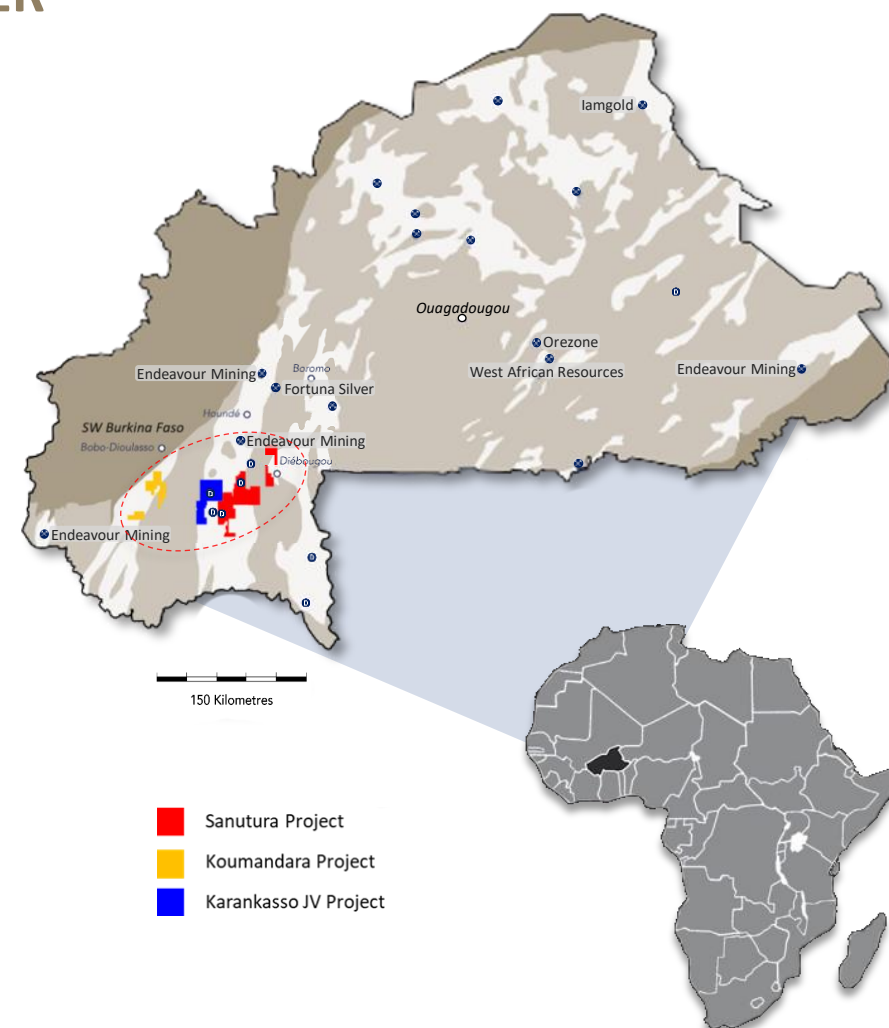 Iamgold
Ouagadougou
Orezone
West African Resources
Endeavour Mining
Endeavour Mining
Boromo
Fortuna Silver
Houndé
SW Burkina Faso
Endeavour Mining
Bobo-Dioulasso
Diébougou
Endeavour Mining
150 Kilometres
Sanutura Project
Koumandara Project
Karankasso JV Project